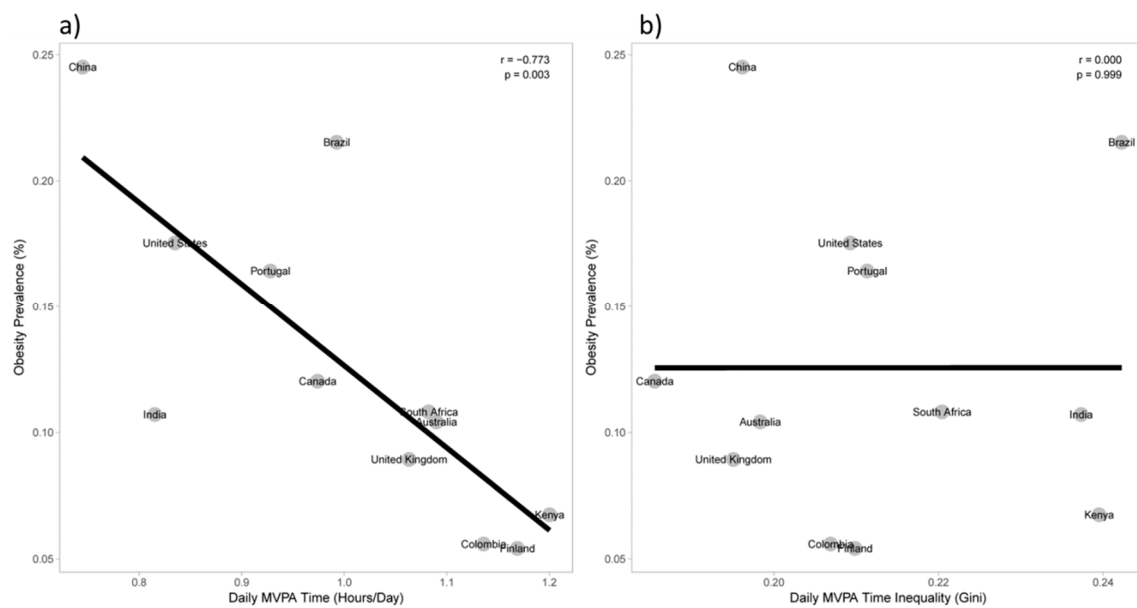 a)
r = −0.773
p = 0.003
Obesity Prevalence (%)
0.25
0.20
0.15
0.10
0.05
China
Brazil
United States
Portugal
Canada
India
South Africa
Australia
United Kingdom
Kenya
Colombia
Finland
0.8 0.9 1.0 1.1 1.2
Daily MVPA Time (Hours/Day)
b)
r = 0.000
p = 0.999
Obesity Prevalence (%)
0.25
0.20
0.15
0.10
0.05
China
Brazil
United States
Portugal
Canada
South Africa
India
Australia
United Kingdom
Kenya
Colombia
Finland
0.20 0.22 0.24
Daily MVPA Time Inequality (Gini)